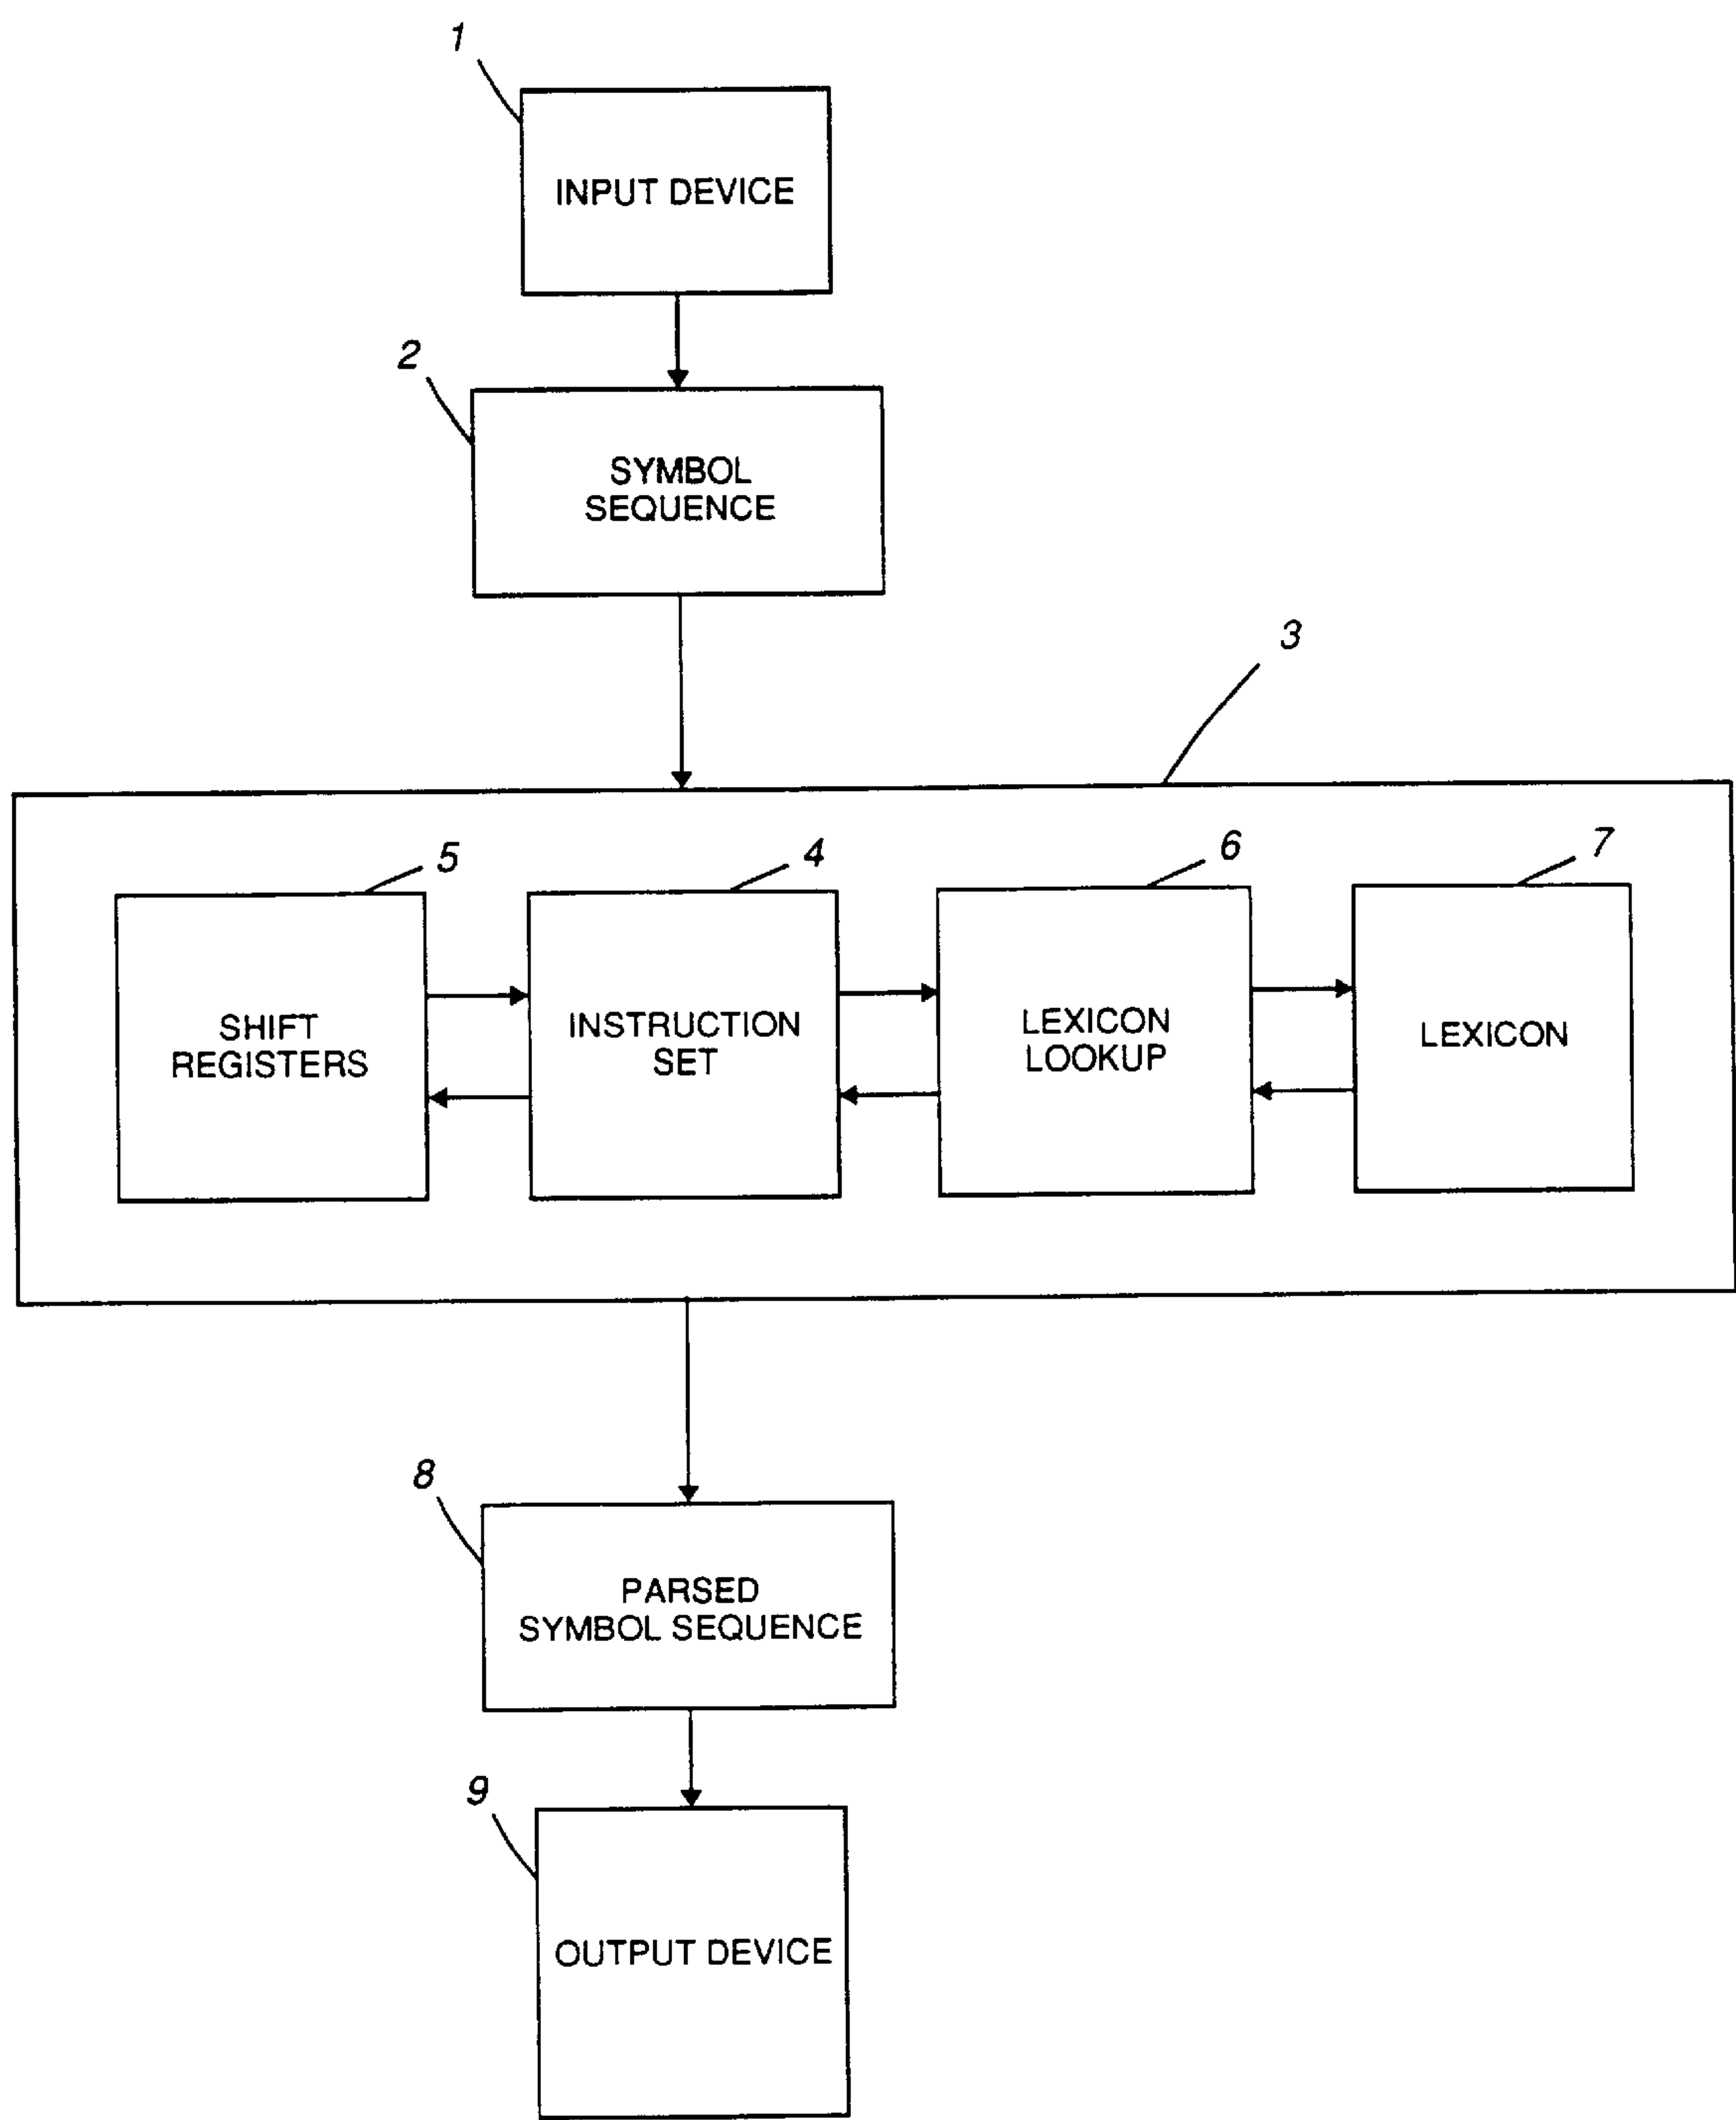 1
INPUT DEVICE
2
SYMBOL
SEQUENCE
3
5
4
6
7
SHIFT
REGISTERS
INSTRUCTION
SET
LEXICON
LOOKUP
LEXICON
8
PARSED
SYMBOL SEQUENCE
9
OUTPUT DEVICE